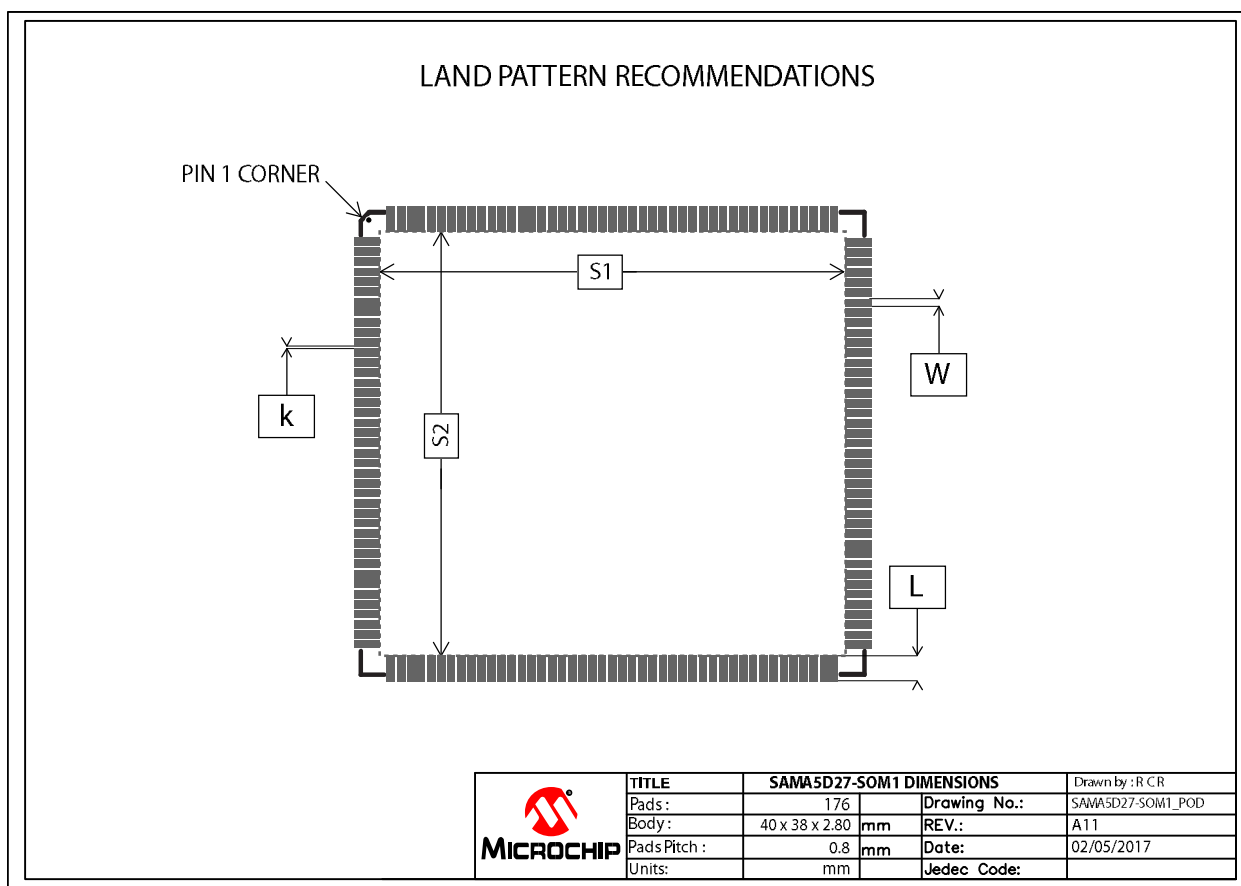 LAND PATTERN RECOMMENDATIONS
PIN 1 CORNER
S1
W
k
S2
L
TITLE SAMA5D27-SOM1 DIMENSIONS Drawn by : R C R
Pads : 176 Drawing No.: SAMA5D27-SOM1_POD
Body : 40 x 38 x 2.80 mm REV.: A11
Pads Pitch : 0.8 mm Date: 02/05/2017
Units: mm Jedec Code:
MICROCHIP